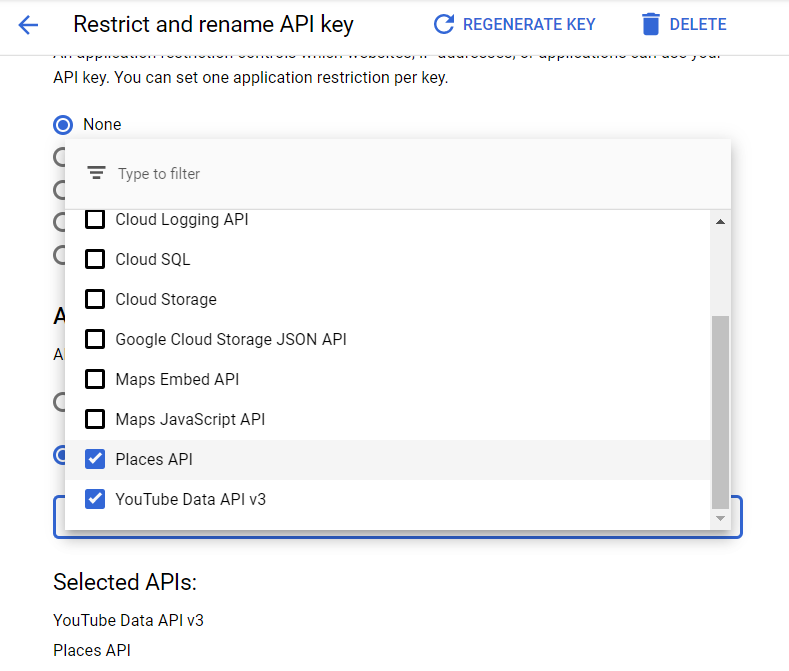 Restrict and rename API key
REGENERATE KEY
DELETE
API key. You can set one application restriction per key.
None
Type to filter
Cloud Logging API
Cloud SQL
Cloud Storage
Google Cloud Storage JSON API
Maps Embed API
Maps JavaScript API
Places API
YouTube Data API v3
Selected APIs:
YouTube Data API v3
Places API